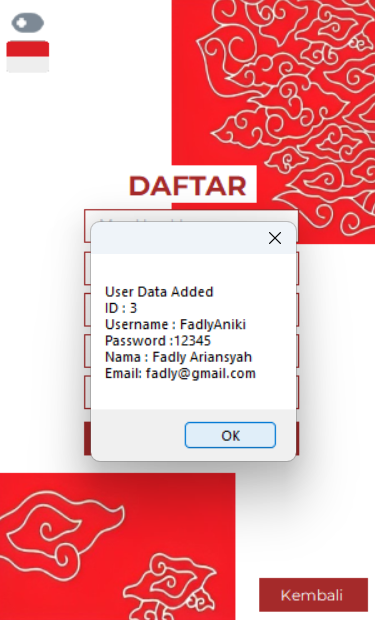 DAFTAR
User Data Added
ID : 3
Username : FadlyAniki
Password :12345
Nama : Fadly Ariansyah
Email: fadly@gmail.com
OK
Kembali